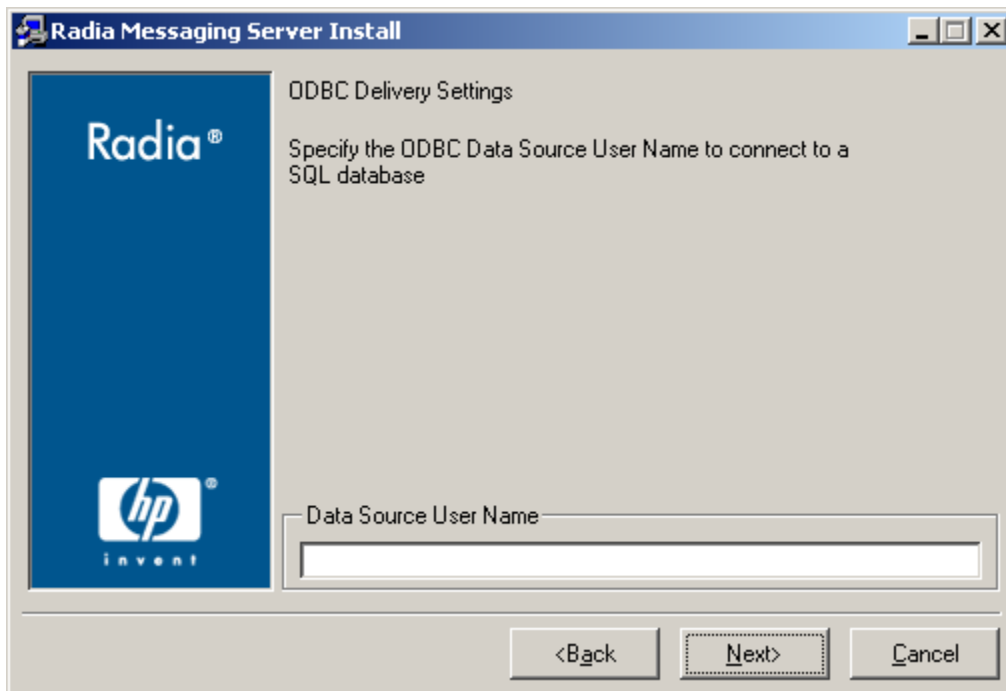 Radia Messaging Server Install
Radia®
ODBC Delivery Settings
Specify the ODBC Data Source User Name to connect to a
SQL database
hp®
invent
Data Source User Name
<Back
Next>
Cancel